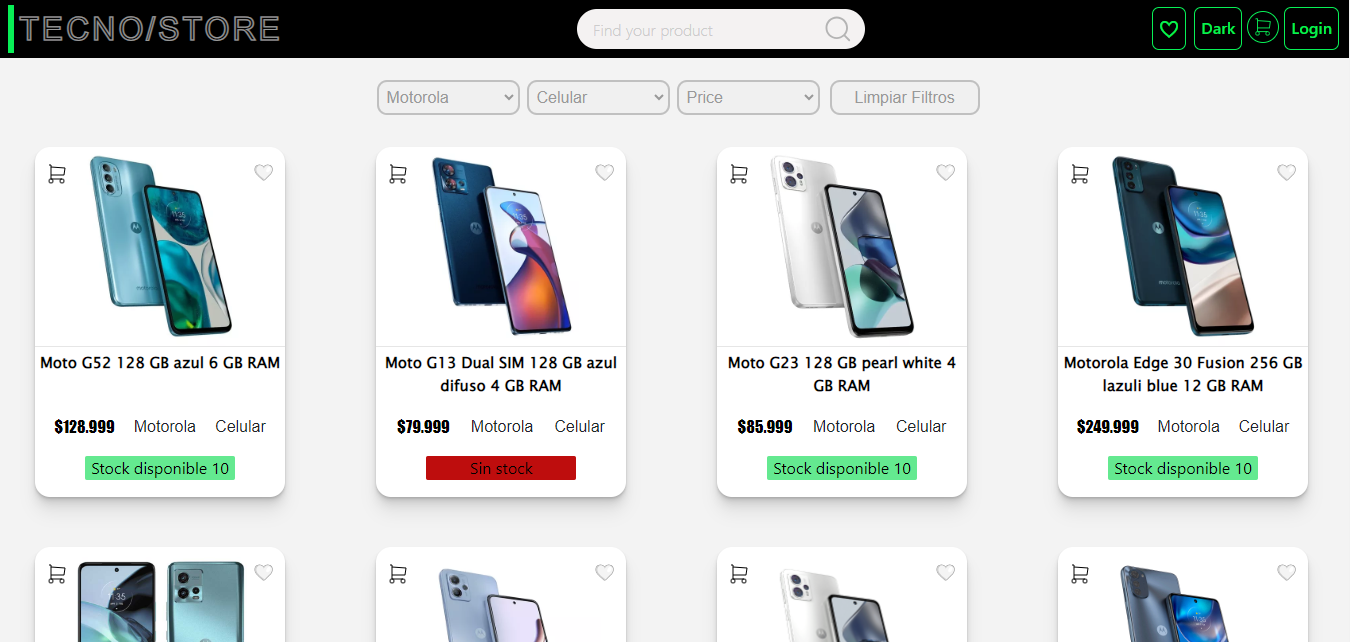 TECNO/STORE
Find your product
Dark
Login
Motorola
Celular
Price
Limpiar Filtros
Moto G52 128 GB azul 6 GB RAM
$128.999 Motorola Celular
Stock disponible 10
Moto G13 Dual SIM 128 GB azul
difuso 4 GB RAM
$79.999 Motorola Celular
Sin stock
Moto G23 128 GB pearl white 4
GB RAM
$85.999 Motorola Celular
Stock disponible 10
Motorola Edge 30 Fusion 256 GB
lazuli blue 12 GB RAM
$249.999 Motorola Celular
Stock disponible 10